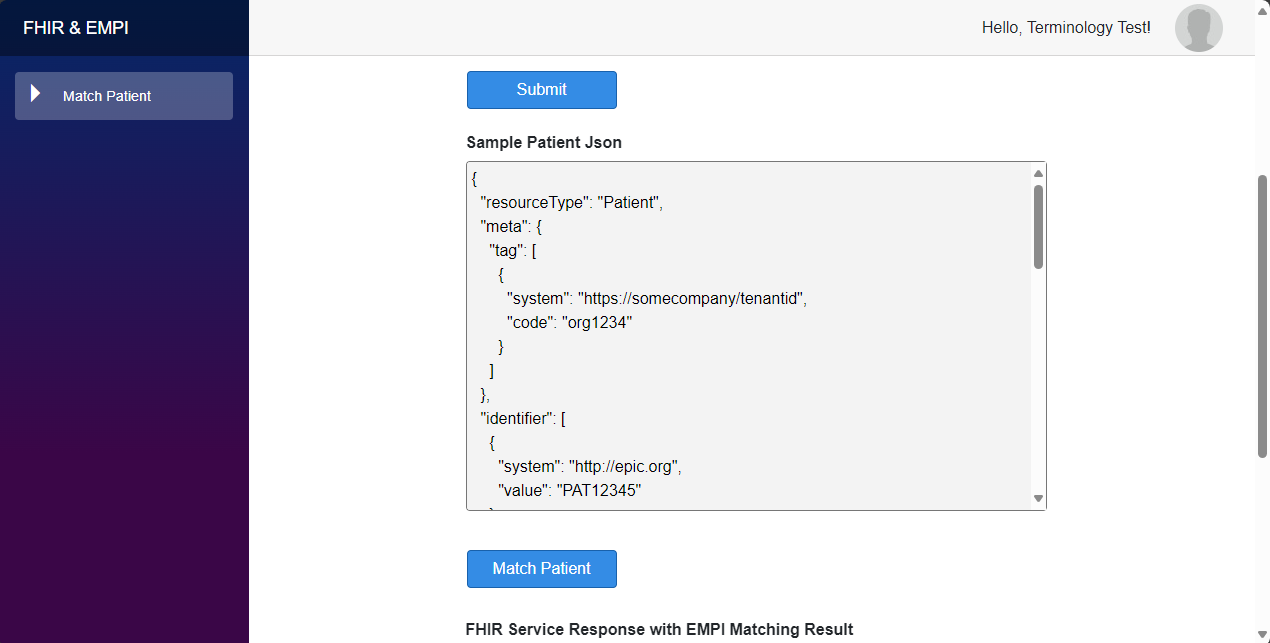 FHIR & EMPI
Hello, Terminology Test!
Match Patient
Submit
Sample Patient Json
{
"resourceType": "Patient",
"meta": {
"tag": [
{
"system": "https://somecompany/tenantid",
"code": "org1234"
}
]
},
"identifier": [
{
"system": "http://epic.org",
"value": "PAT12345"
Match Patient
FHIR Service Response with EMPI Matching Result